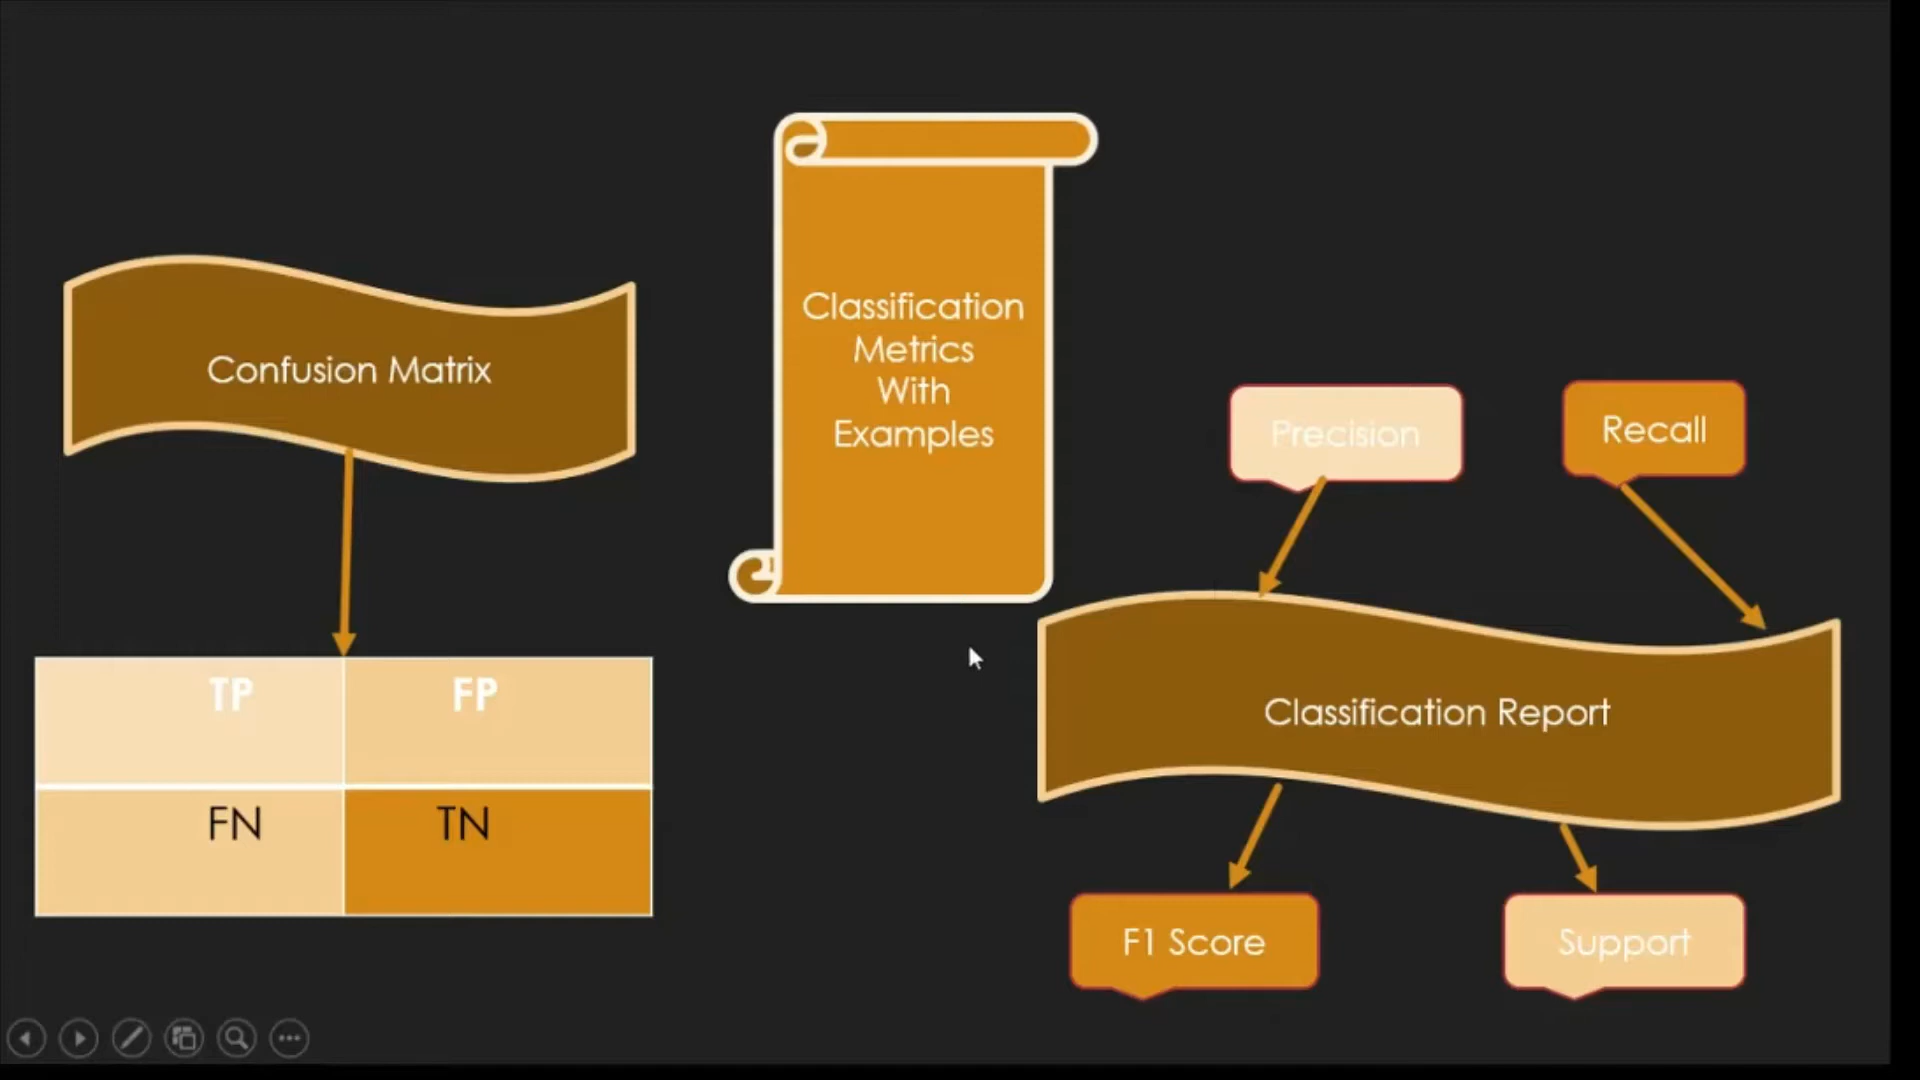 Classification
Metrics
With
Examples
Confusion Matrix
TP FP
FN TN
Precision
Recall
Classification Report
F1 Score
Support